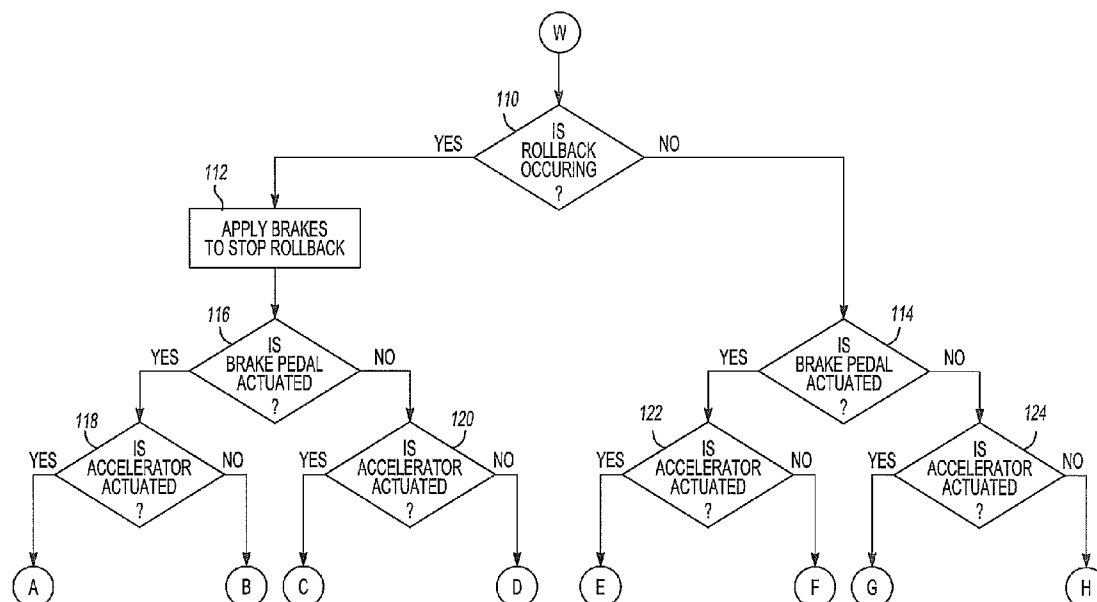 W
110
IS
ROLLBACK
OCCURING
?
YES
NO
112
APPLY BRAKES
TO STOP ROLLBACK
116
IS
BRAKE PEDAL
ACTUATED
?
YES
NO
114
IS
BRAKE PEDAL
ACTUATED
?
YES
NO
118
IS
ACCELERATOR
ACTUATED
?
YES
NO
120
IS
ACCELERATOR
ACTUATED
?
YES
NO
122
IS
ACCELERATOR
ACTUATED
?
YES
NO
124
IS
ACCELERATOR
ACTUATED
?
YES
NO
A
B
C
D
E
F
G
H